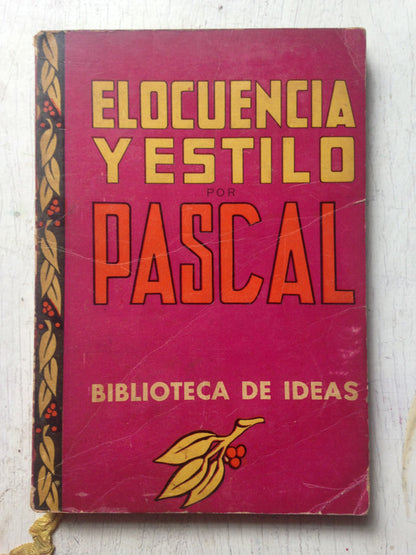 ELOCUENCIA
Y ESTILO
POR
PASCAL
BIBLIOTECA DE IDEAS